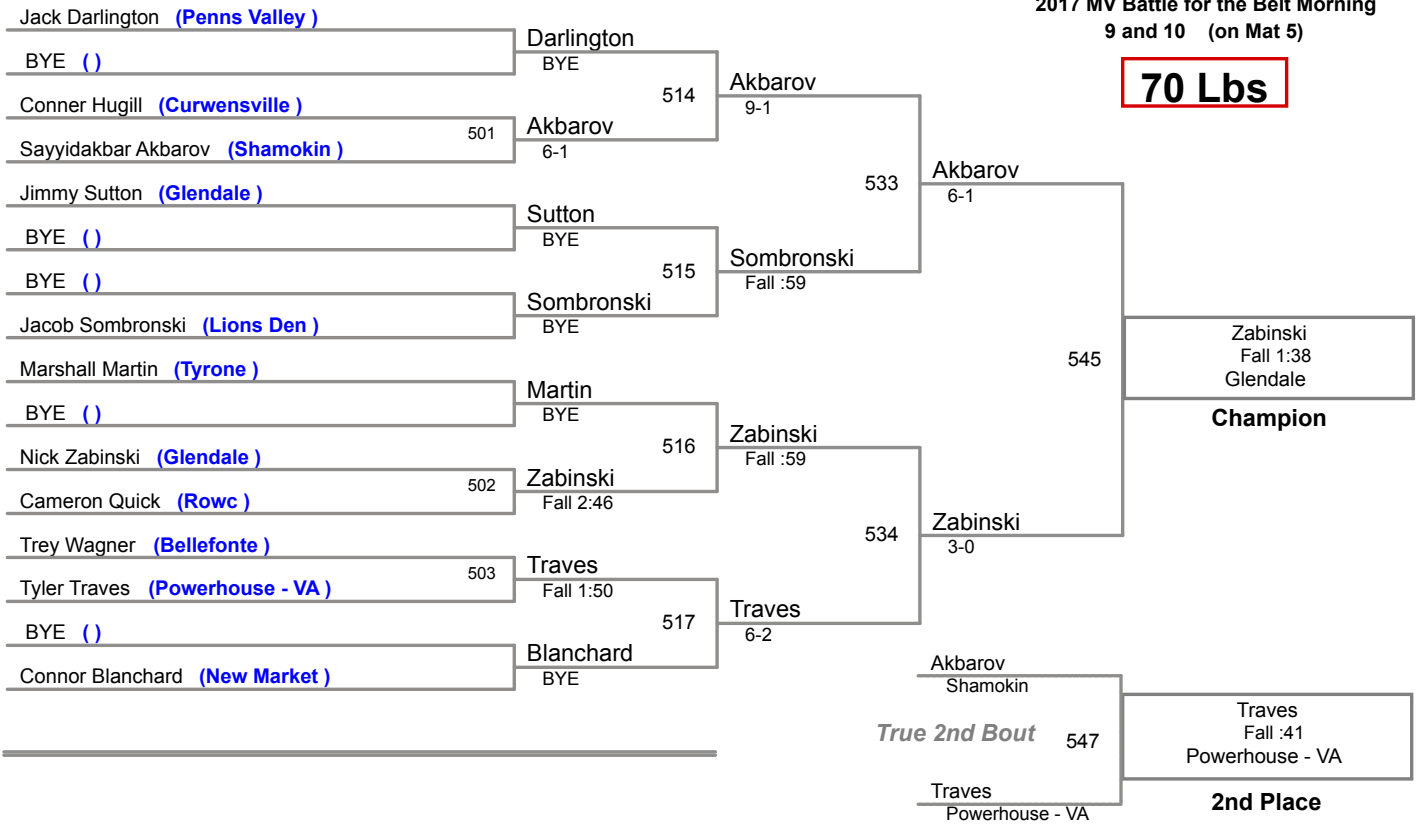 2017 MV Battle for the Belt Morning
9 and 10 (on Mat 5)
70 Lbs
Jack Darlington (Penns Valley )
BYE ( )
Conner Hugill (Curwensville )
501
Sayyidakbar Akbarov (Shamokin )
Jimmy Sutton (Glendale )
BYE ( )
BYE ( )
Jacob Sombronski (Lions Den )
Marshall Martin (Tyrone )
BYE ( )
Nick Zabinski (Glendale )
502
Cameron Quick (Rowc )
Trey Wagner (Bellefonte )
503
Tyler Traves (Powerhouse - VA )
BYE ( )
Connor Blanchard (New Market )
Darlington
BYE
514
Akbarov
6-1
Sutton
BYE
515
Sombronski
BYE
Martin
BYE
516
Zabinski
Fall 2:46
Traves
Fall 1:50
517
Blanchard
BYE
Akbarov
9-1
533
Sombronski
Fall :59
Zabinski
Fall :59
534
Traves
6-2
Akbarov
6-1
545
Zabinski
3-0
Zabinski
Fall 1:38
Glendale
Champion
Akbarov
Shamokin
True 2nd Bout 547
Traves
Powerhouse - VA
Traves
Fall :41
Powerhouse - VA
2nd Place